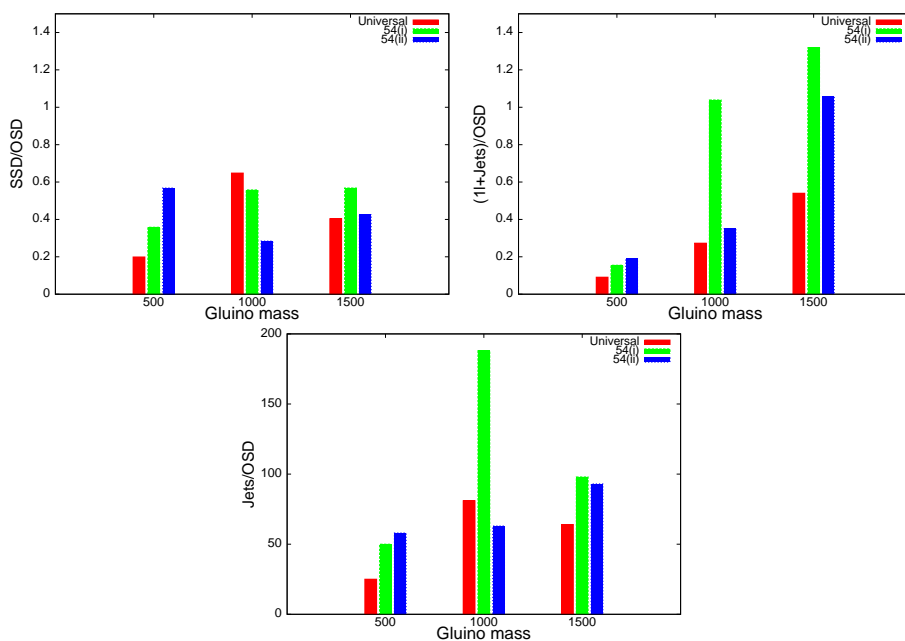 Universal
54(i)
54(ii)
1.4
1.2
1
0.8
0.6
0.4
0.2
0
SSD/OSD
500 1000 1500
Gluino mass
Universal
54(i)
54(ii)
1.4
1.2
1
0.8
0.6
0.4
0.2
0
(1l+Jets)/OSD
500 1000 1500
Gluino mass
Universal
54(i)
54(ii)
200
150
100
50
0
Jets/OSD
500 1000 1500
Gluino mass